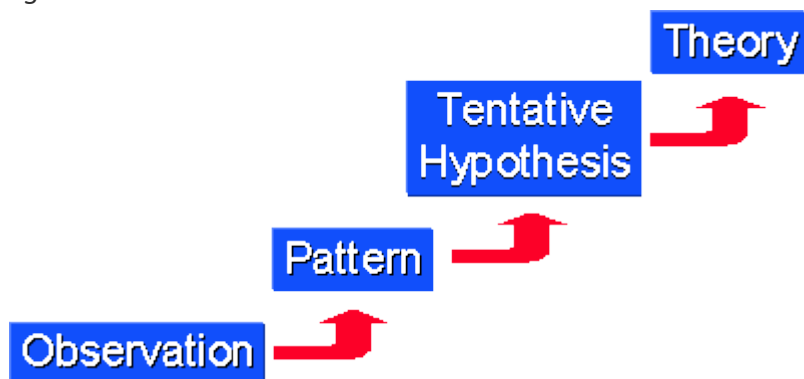 Theory
Tentative
Hypothesis
Pattern
Observation